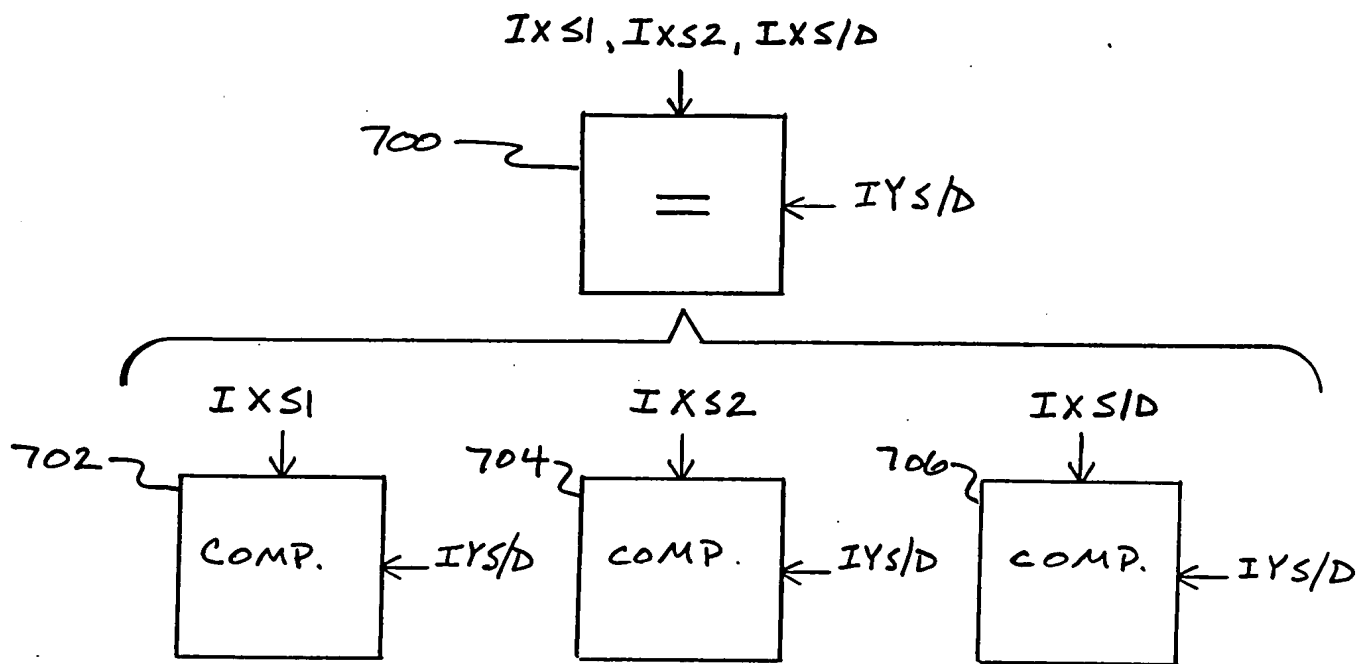 IXS1, IXS2, IXS/D
700
=
IYS/D
IXS1
IXS2
IXS/D
702
704
706
COMP.
IYS/D
COMP.
IYS/D
COMP.
IYS/D